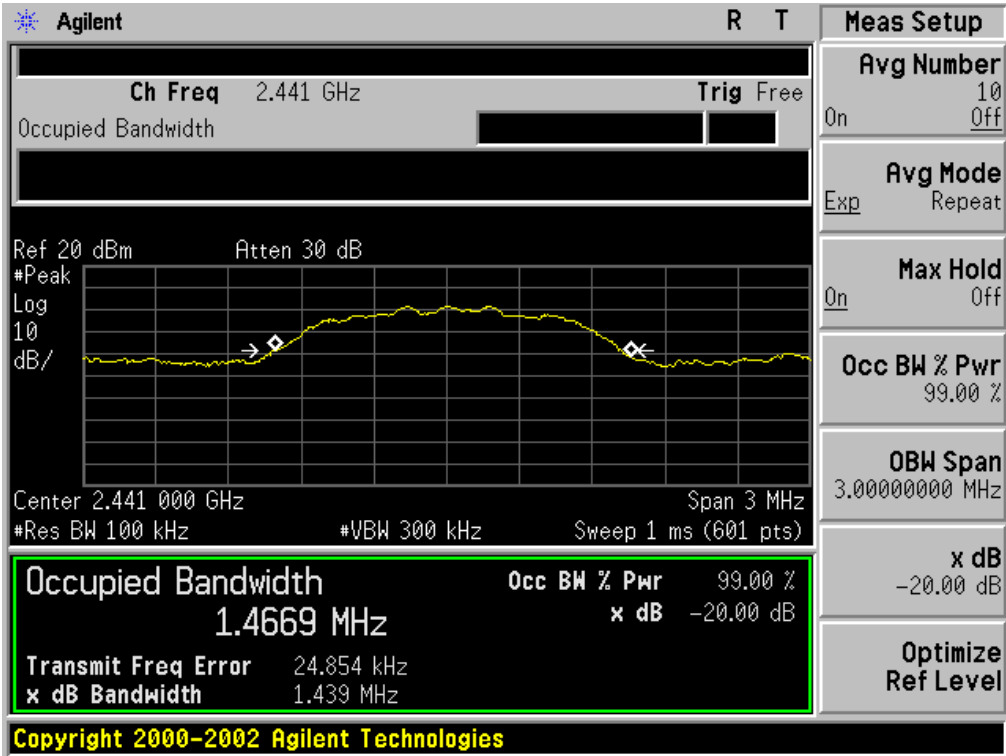 Agilent R T
Ch Freq 2.441 GHz Trig Free
Occupied Bandwidth
Ref 20 dBm Atten 30 dB
#Peak
Log
10
dB/
Center 2.441 000 GHz Span 3 MHz
#Res BW 100 kHz #VBW 300 kHz Sweep 1 ms (601 pts)
Occupied Bandwidth
1.4669 MHz
Occ BW % Pwr 99.00 %
x dB -20.00 dB
Transmit Freq Error 24.854 kHz
x dB Bandwidth 1.439 MHz
Copyright 2000-2002 Agilent Technologies
Meas Setup
Avg Number
10
On Off
Avg Mode
Exp Repeat
Max Hold
On Off
Occ BW % Pwr
99.00 %
OBW Span
3.00000000 MHz
x dB
-20.00 dB
Optimize
Ref Level